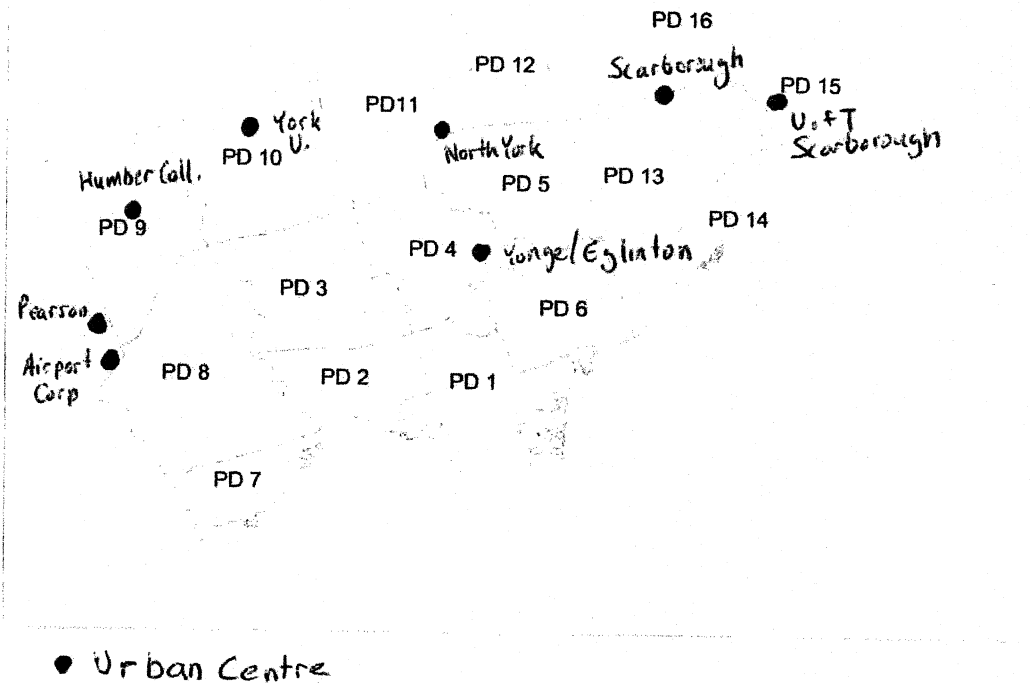 PD 16
Scarborough
PD 12
PD 15
U. of T
Scarborough
PD11
York
U.
PD 10
North York
Humber Coll.
PD 5
PD 13
PD 9
PD 14
PD 4
Yonge/Eglinton
PD 3
Pearson
PD 6
Airport
Corp
PD 8
PD 2
PD 1
PD 7
Urban Centre